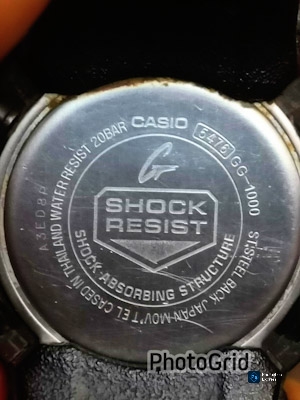 CASIO 5476 GG-1000 ST.STEEL BACK JAPAN-MOV'T EL CASED IN THAILAND WATER RESIST 20BAR
G
SHOCK
RESIST
SHOCK-ABSORBING STRUCTURE
PhotoGrid